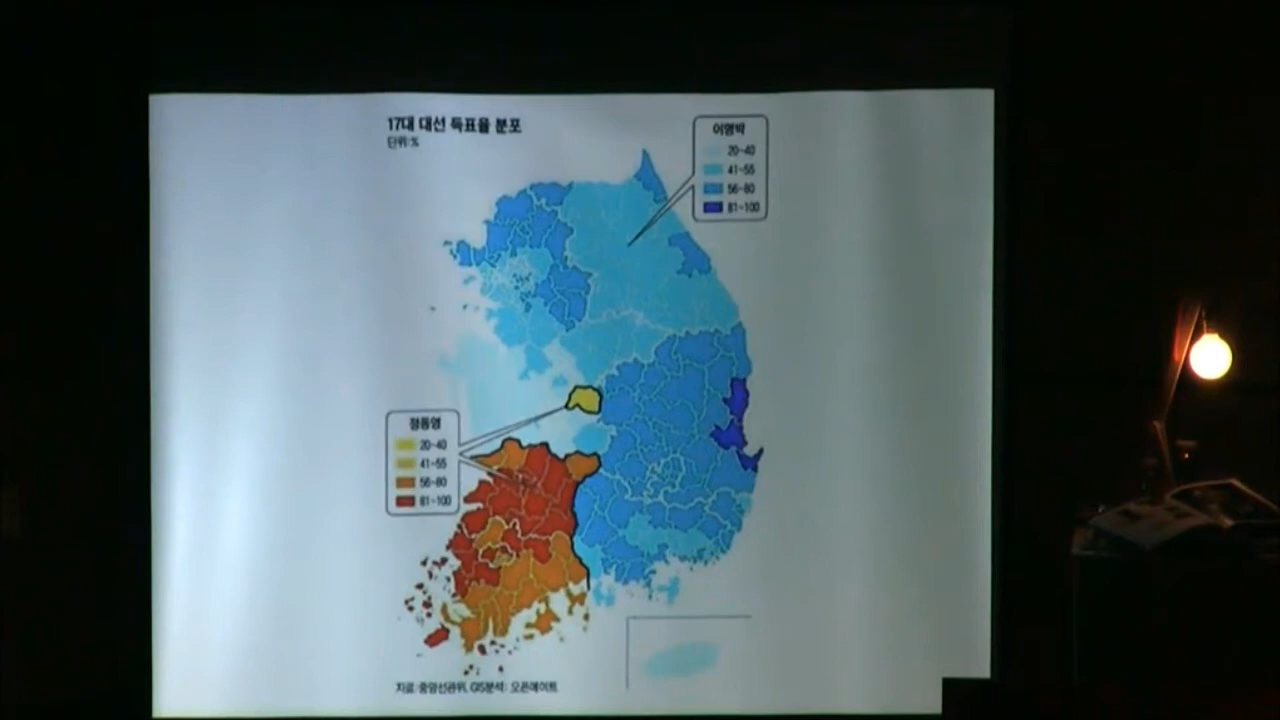 17대 대선 득표율 분포
단위:%
이명박
20~40
41~55
56~80
81~100
정동영
20~40
41~55
56~80
81~100
자료:중앙선관위, GIS분석: 오픈메이트